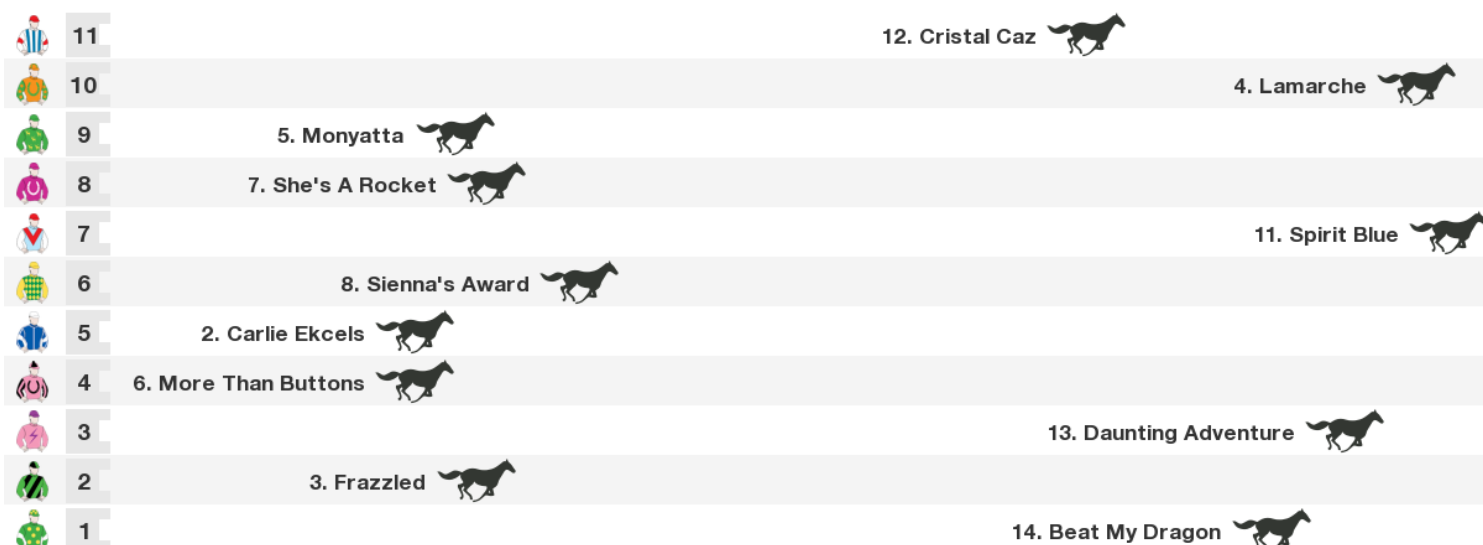 11 12. Cristal Caz
10 4. Lamarche
9 5. Monyatta
8 7. She's A Rocket
7 11. Spirit Blue
6 8. Sienna's Award
5 2. Carlie Ekcels
4 6. More Than Buttons
3 13. Daunting Adventure
2 3. Frazzled
1 14. Beat My Dragon